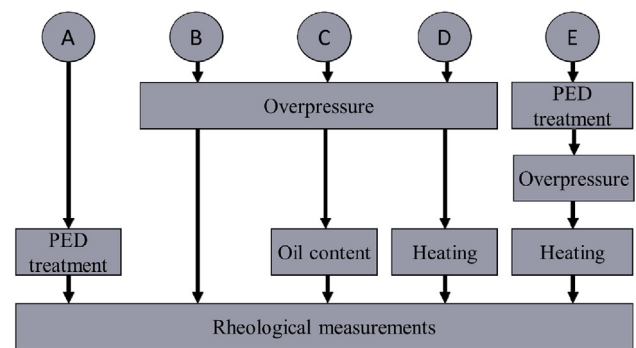 A
B
C
D
E
Overpressure
PED
treatment
Overpressure
PED
treatment
Oil content
Heating
Heating
Rheological measurements